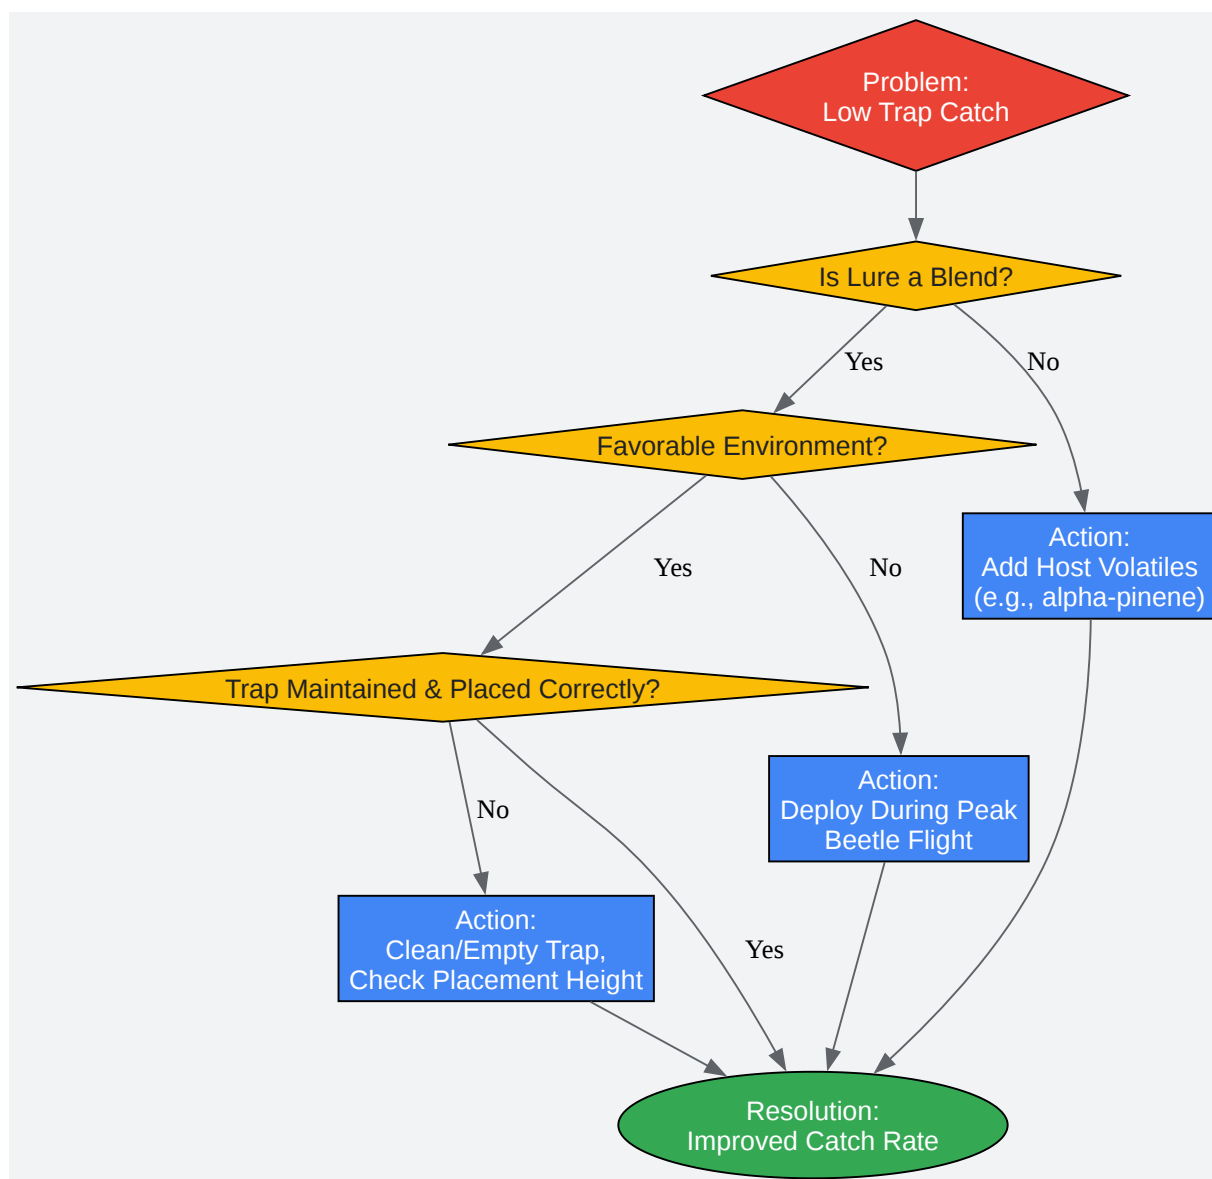 Problem:
Low Trap Catch
Is Lure a Blend?
Yes
No
Favorable Environment?
Action:
Add Host Volatiles
(e.g., alpha-pinene)
Yes
No
Trap Maintained & Placed Correctly?
Action:
Deploy During Peak
Beetle Flight
No
Action:
Clean/Empty Trap,
Check Placement Height
Yes
Resolution:
Improved Catch Rate